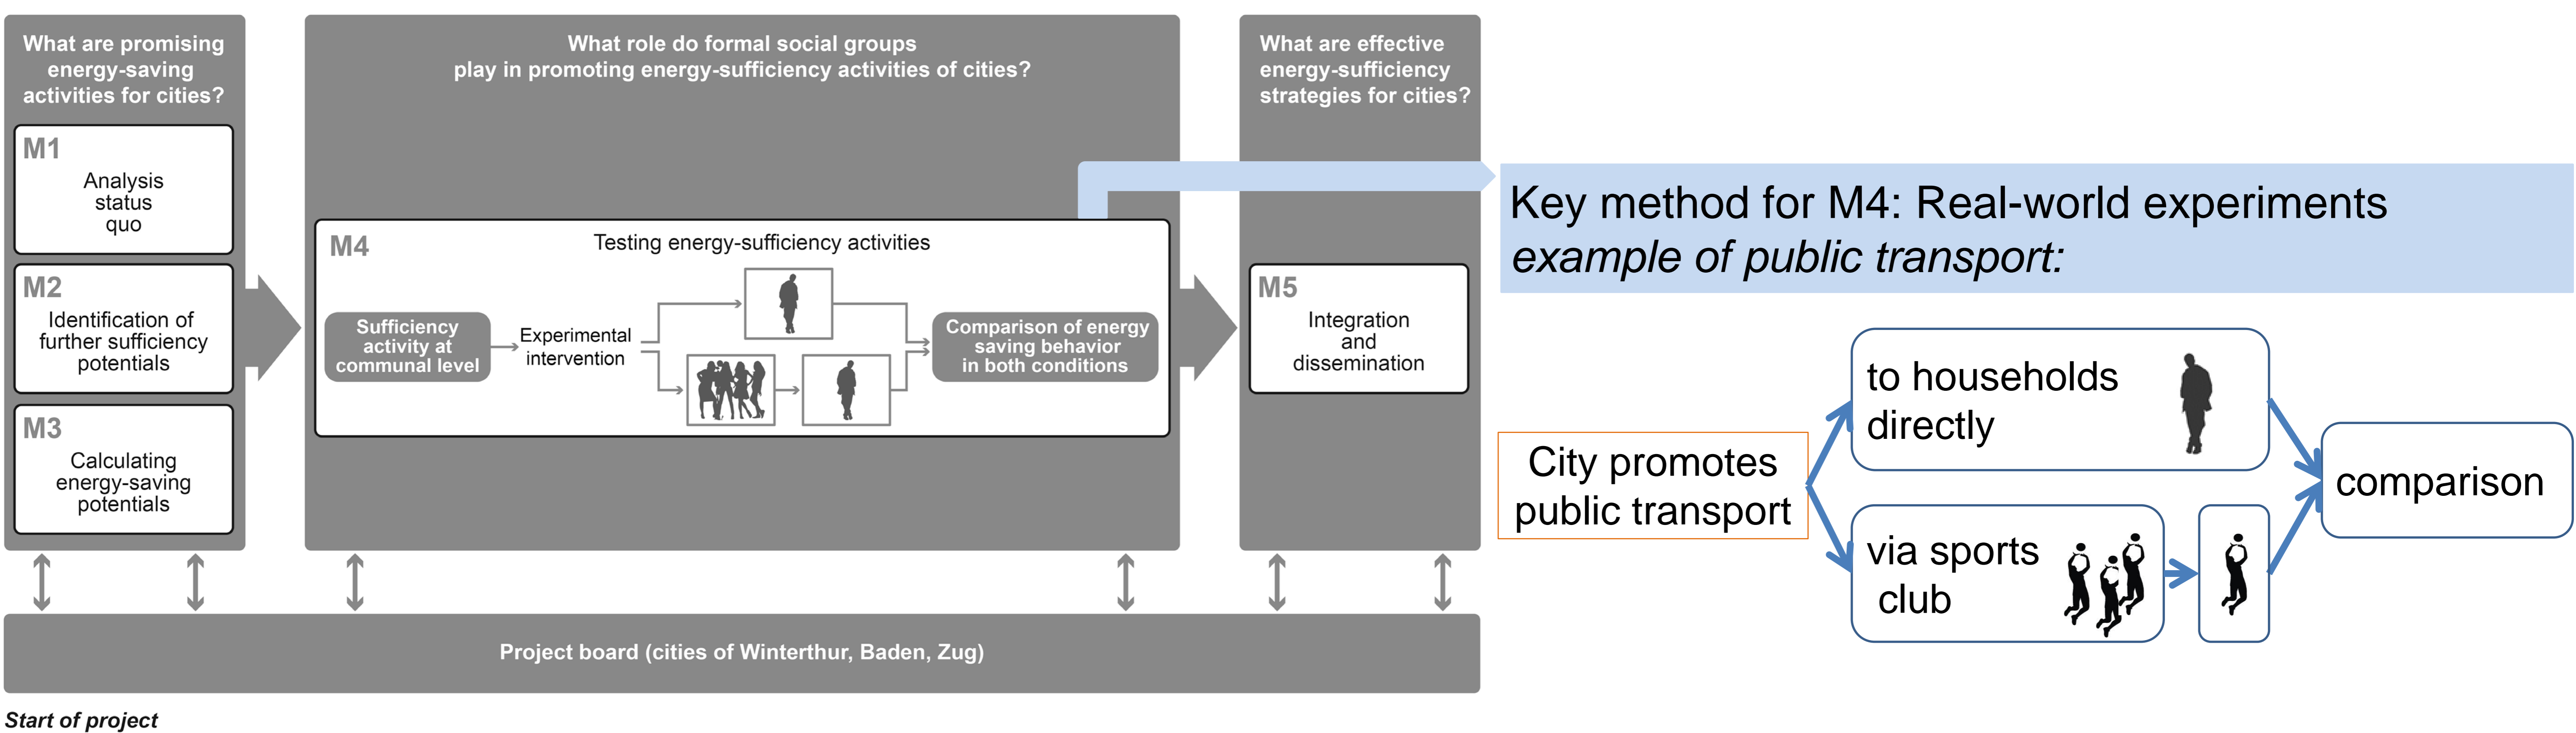 What are promising
energy-saving
activities for cities?
M1
Analysis
status
quo
M2
Identification of
further sufficiency
potentials
M3
Calculating
energy-saving
potentials
What role do formal social groups
play in promoting energy-sufficiency activities of cities?
M4
Testing energy-sufficiency activities
Sufficiency
activity at
communal level
Experimental
intervention
Comparison of energy
saving behavior
in both conditions
What are effective
energy-sufficiency
strategies for cities?
M5
Integration
and
dissemination
Project board (cities of Winterthur, Baden, Zug)
Start of project
Key method for M4: Real-world experiments
example of public transport:
City promotes
public transport
to households
directly
via sports
club
comparison